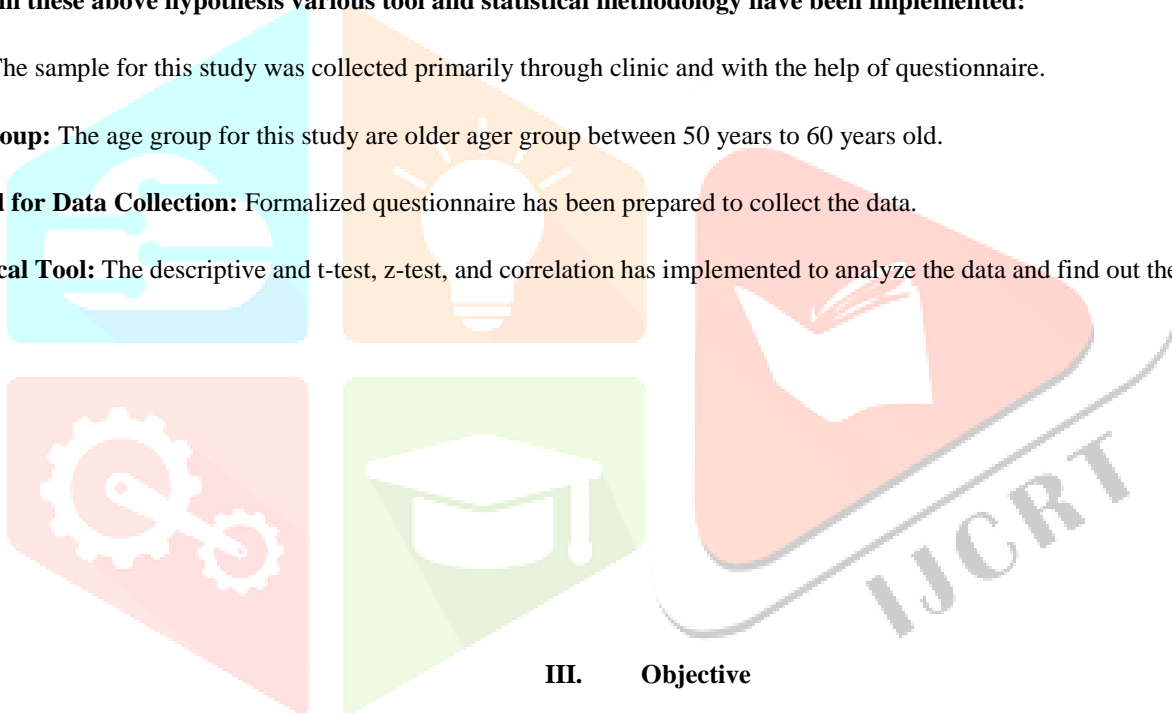 these above hypothesis various tool and statistical methodology have been implemented:
The sample for this study was collected primarily through clinic and with the help of questionnaire.
oup: The age group for this study are older ager group between 50 years to 60 years old.
for Data Collection: Formalized questionnaire has been prepared to collect the data.
cal Tool: The descriptive and t-test, z-test, and correlation has implemented to analyze the data and find out the
IJCRT
III. Objective